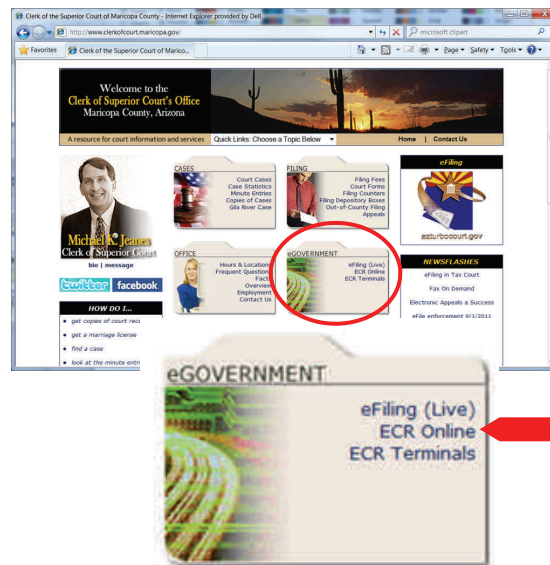 Clerk of the Superior Court of Maricopa County - Internet Explorer provided by Dell
http://www.clerkofcourt.maricopa.gov/
microsoft clipart
Favorites
Clerk of the Superior Court of Marico...
Page
Safety
Tools
Welcome to the
Clerk of Superior Court's Office
Maricopa County, Arizona
A resource for court information and services
Quick Links: Choose a Topic Below
Home | Contact Us
Michael K. Jeanes
Clerk of Superior Court
bio | message
twitter
facebook
HOW DO I...
get copies of court
get a marriage license
find a case
look at the minute
CASES
Court Cases
Case Statistics
Minute Entries
Copies of Cases
Gila River Case
FILING
Filing Fees
Court Forms
Filing Counters
Filing Depository Boxes
Out-of-County Filing
Appeals
OFFICE
Hours & Locations
Frequent Questions
Facts
Overview
Employment
Contact Us
eGOVERNMENT
eFiling (Live)
ECR Online
ECR Terminals
eFiling
azturbocourt.gov
NEWSFLASHES
eFiling in Tax Court
Fax On Demand
Electronic Appeals a Success
eFile enforcement 9/1/2011
eGOVERNMENT
eFiling (Live)
ECR Online
ECR Terminals